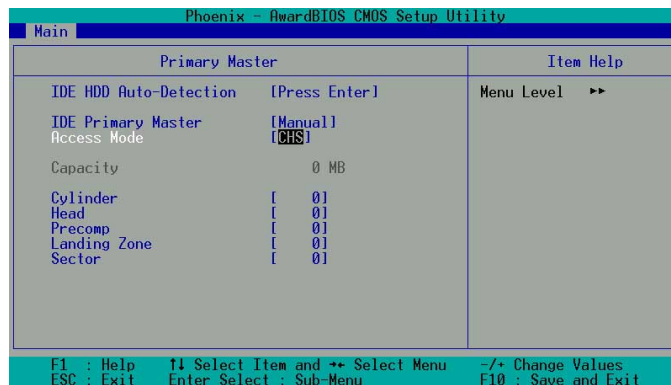 Phoenix - AwardBIOS CMOS Setup Utility
Main
Primary Master
Item Help
IDE HDD Auto-Detection [Press Enter]
Menu Level ►►
IDE Primary Master [Manual]
Access Mode [CHS]
Capacity 0 MB
Cylinder [ 0]
Head [ 0]
Precomp [ 0]
Landing Zone [ 0]
Sector [ 0]
F1 : Help ↑↓ Select Item and →← Select Menu -/+ Change Values
ESC : Exit Enter Select : Sub-Menu F10 : Save and Exit